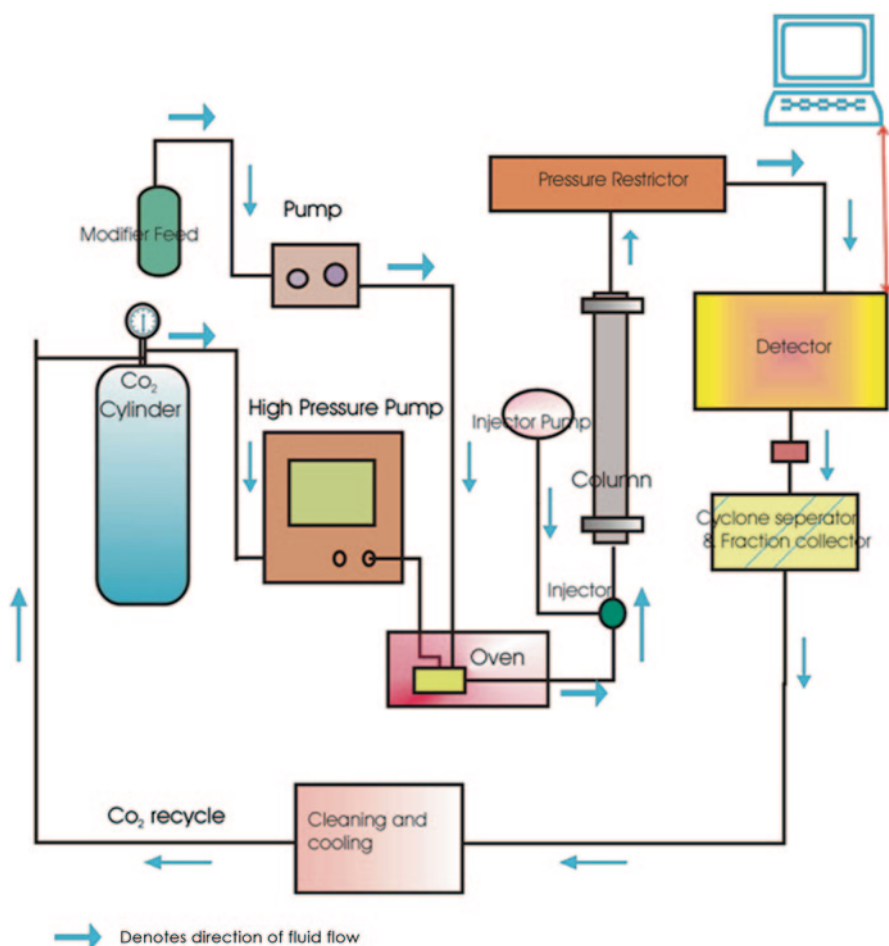 Modifier Feed
Pump
Pressure Restrictor
Detector
Co₂
Cylinder
High Pressure Pump
Injector Pump
Column
Cyclone seperator
& Fraction collector
Injector
Oven
Co₂ recycle
Cleaning and
cooling
Denotes direction of fluid flow